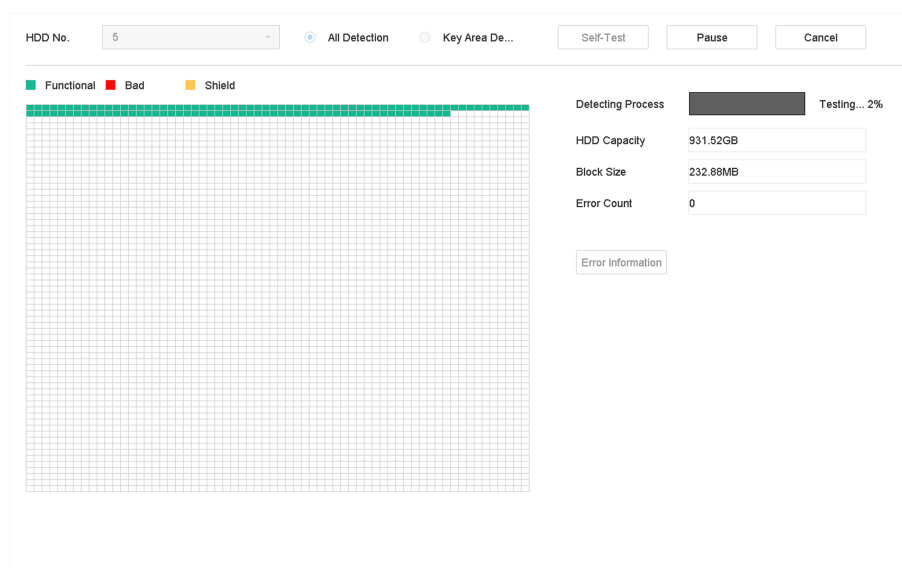 HDD No. 5 All Detection Key Area De... Self-Test Pause Cancel
Functional Bad Shield
Detecting Process Testing... 2%
HDD Capacity 931.52GB
Block Size 232.88MB
Error Count 0
Error Information